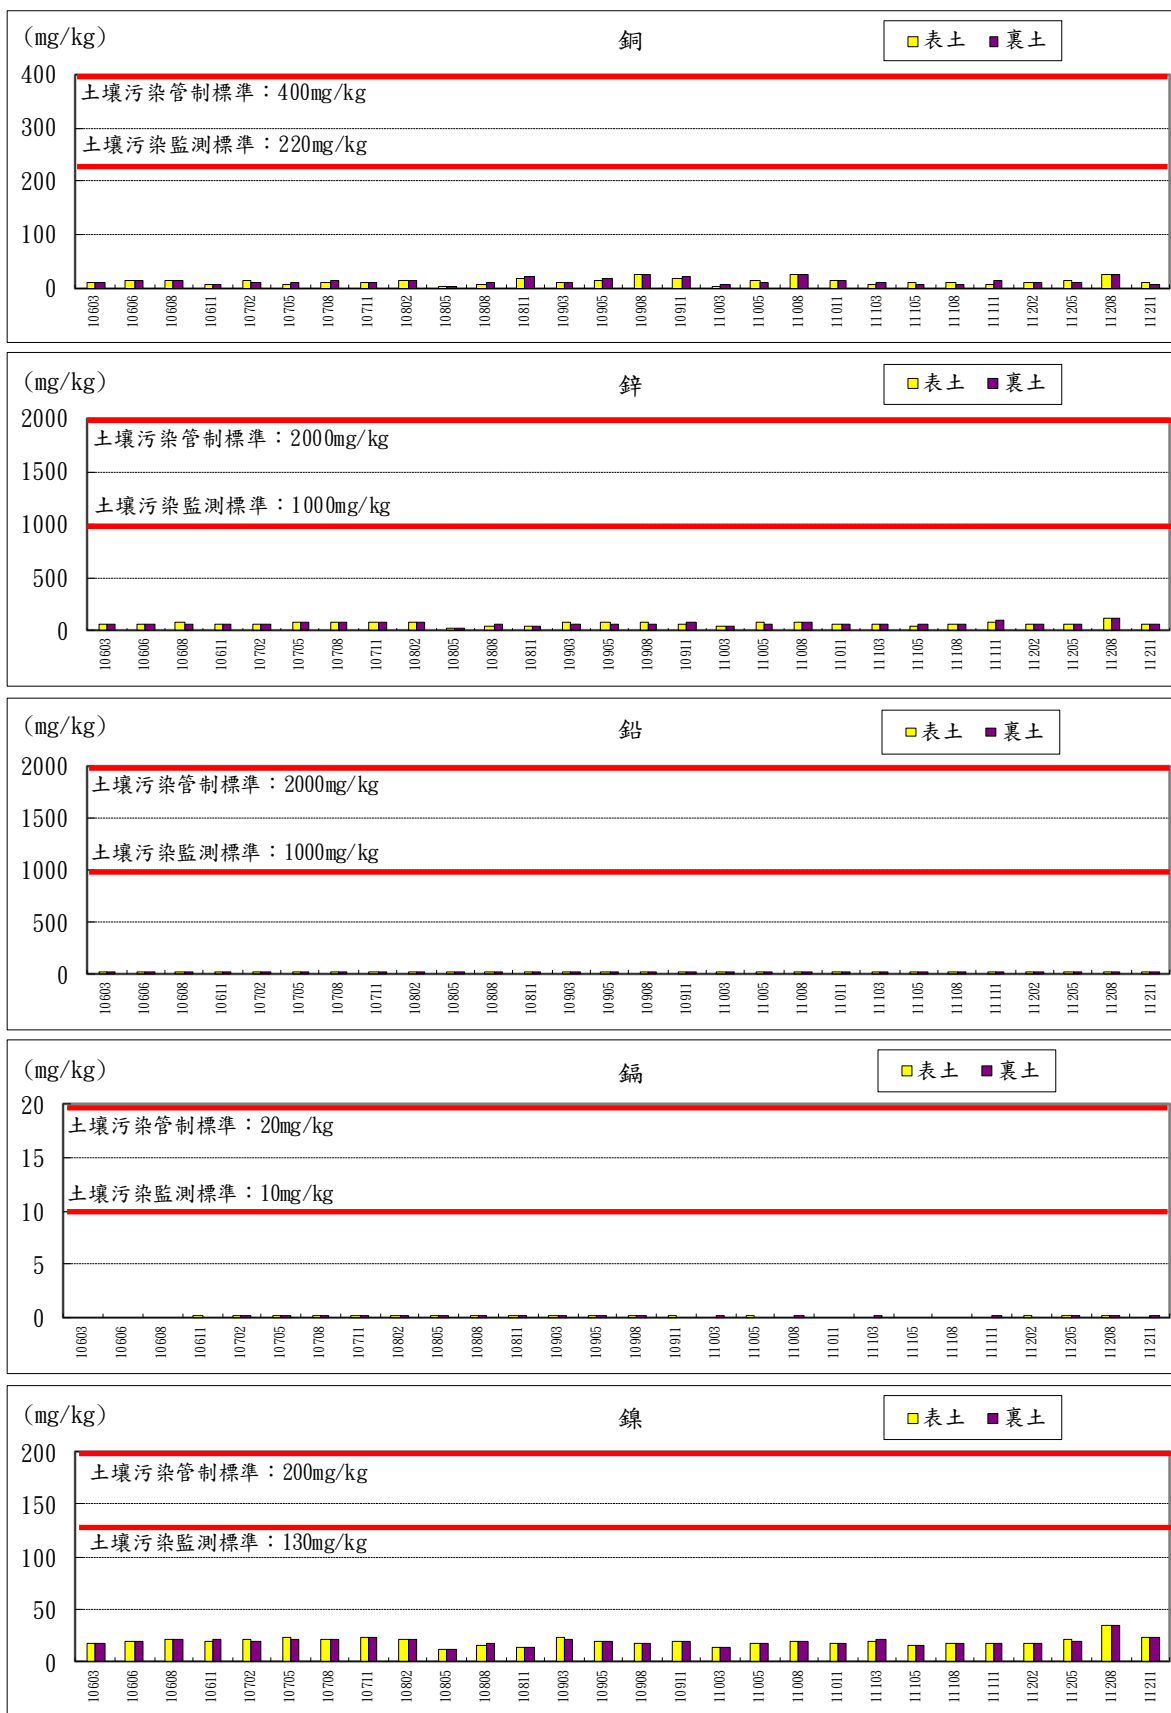 (mg/kg)
銅
表土 裏土
400
土壤污染管制標準：400mg/kg
300
土壤污染監測標準：220mg/kg
200
100
0
10603 10606 10608 10611 10702 10705 10708 10711 10802 10805 10808 10811 10903 10905 10908 10911 11003 11005 11008 11011 11103 11105 11108 11111 11202 11205 11208 11211
(mg/kg)
鋅
表土 裏土
2000
土壤污染管制標準：2000mg/kg
1500
土壤污染監測標準：1000mg/kg
1000
500
0
10603 10606 10608 10611 10702 10705 10708 10711 10802 10805 10808 10811 10903 10905 10908 10911 11003 11005 11008 11011 11103 11105 11108 11111 11202 11205 11208 11211
(mg/kg)
鉛
表土 裏土
2000
土壤污染管制標準：2000mg/kg
1500
土壤污染監測標準：1000mg/kg
1000
500
0
10603 10606 10608 10611 10702 10705 10708 10711 10802 10805 10808 10811 10903 10905 10908 10911 11003 11005 11008 11011 11103 11105 11108 11111 11202 11205 11208 11211
(mg/kg)
鎘
表土 裏土
20
土壤污染管制標準：20mg/kg
15
土壤污染監測標準：10mg/kg
10
5
0
10603 10606 10608 10611 10702 10705 10708 10711 10802 10805 10808 10811 10903 10905 10908 10911 11003 11005 11008 11011 11103 11105 11108 11111 11202 11205 11208 11211
(mg/kg)
鎳
表土 裏土
200
土壤污染管制標準：200mg/kg
150
土壤污染監測標準：130mg/kg
100
50
0
10603 10606 10608 10611 10702 10705 10708 10711 10802 10805 10808 10811 10903 10905 10908 10911 11003 11005 11008 11011 11103 11105 11108 11111 11202 11205 11208 11211